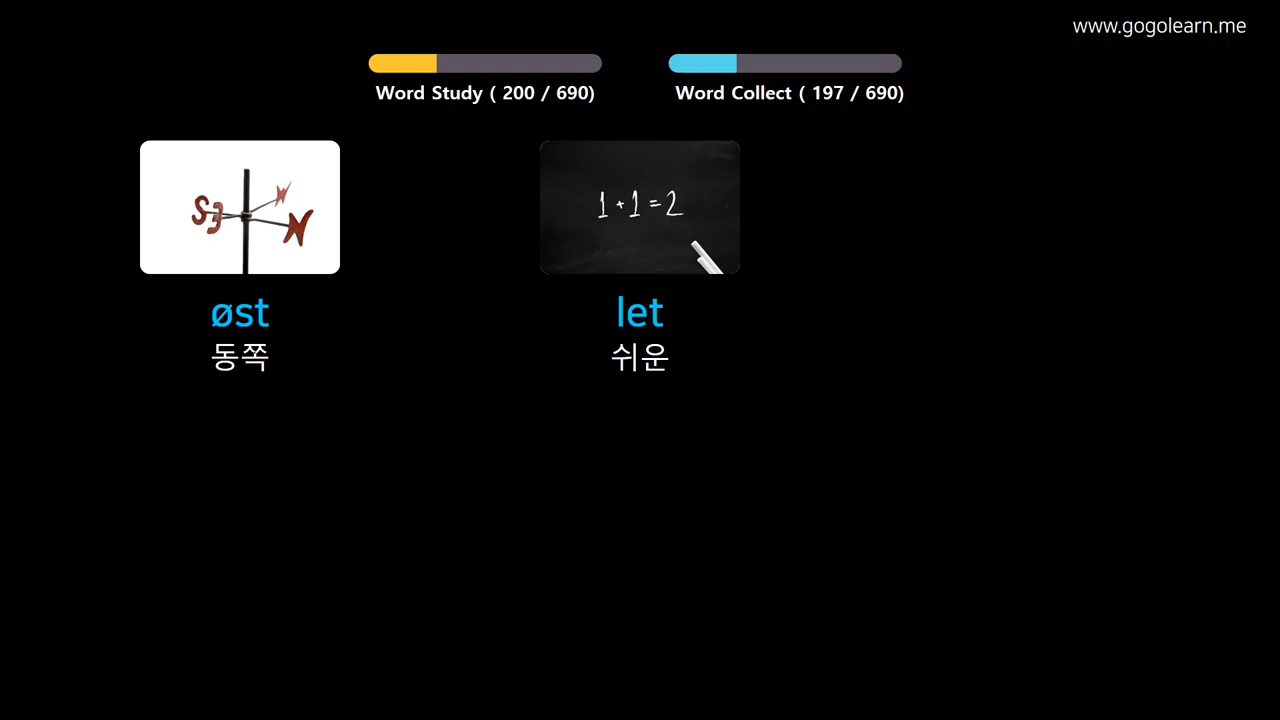 www.gogolearn.me
Word Study ( 200 / 690)
Word Collect ( 197 / 690)
S E N
1 + 1 = 2
øst
동쪽
let
쉬운